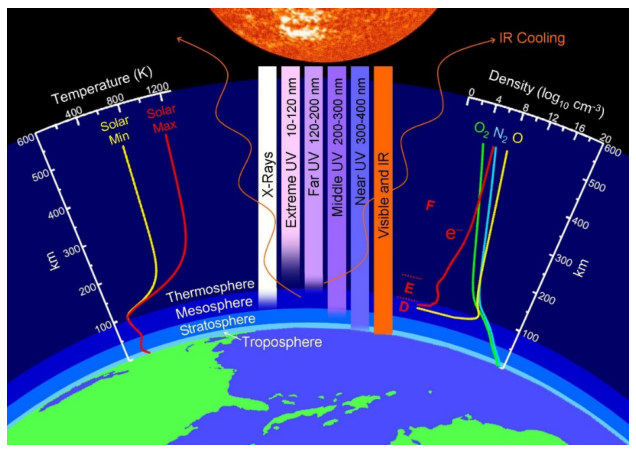 IR Cooling
Temperature (K)
400
800
1200
Solar
Min
Solar
Max
600
500
400
300
200
100
km
X-Rays
Extreme UV 10-120 nm
Far UV 120-200 nm
Middle UV 200-300 nm
Near UV 300-400 nm
Visible and IR
Thermosphere
Mesosphere
Stratosphere
Troposphere
Density (log10 cm-3)
0
4
8
12
16
20
O2 N2 O
F
e-
E
D
600
500
400
300
200
100
km